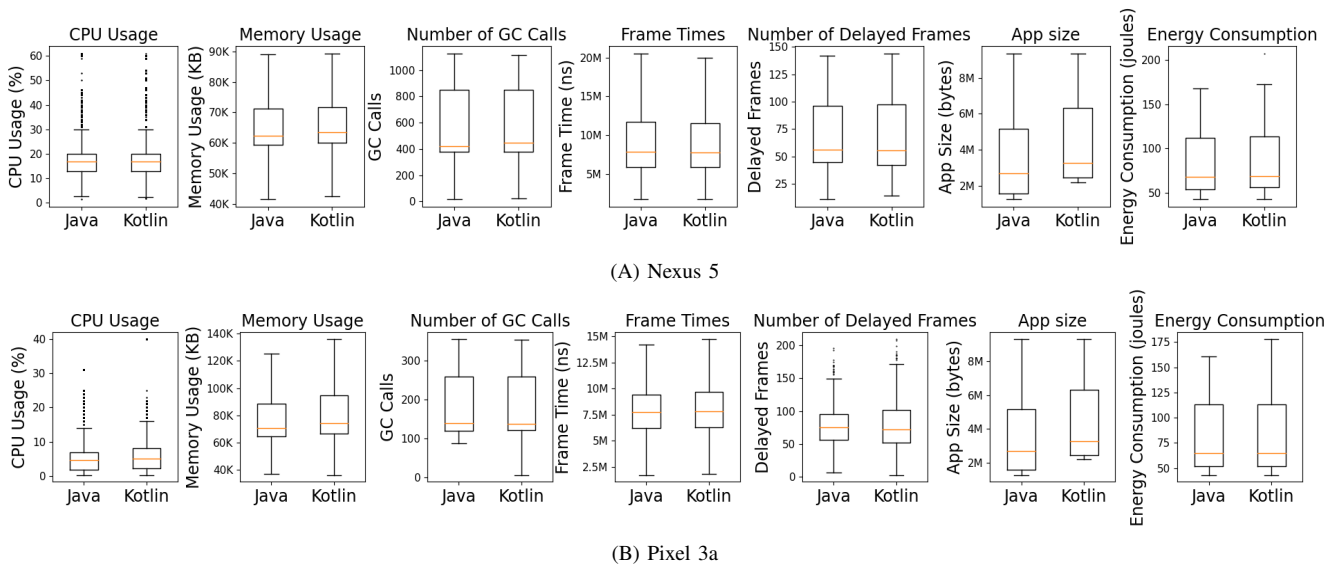 CPU Usage
Memory Usage
Number of GC Calls
Frame Times
Number of Delayed Frames
App size
Energy Consumption
CPU Usage (%)
60
50
40
30
20
10
0
Java Kotlin
Memory Usage (KB)
90K
80K
70K
60K
50K
40K
Java Kotlin
GC Calls
1000
800
600
400
200
0
Java Kotlin
Frame Time (ns)
20M
15M
10M
5M
Java Kotlin
Delayed Frames
150
125
100
75
50
25
Java Kotlin
App Size (bytes)
8M
6M
4M
2M
Java Kotlin
Energy Consumption (joules)
200
150
100
50
Java Kotlin
(A) Nexus 5
CPU Usage
Memory Usage
Number of GC Calls
Frame Times
Number of Delayed Frames
App size
Energy Consumption
CPU Usage (%)
40
30
20
10
0
Java Kotlin
Memory Usage (KB)
140K
120K
100K
80K
60K
40K
Java Kotlin
GC Calls
300
200
100
0
Java Kotlin
Frame Time (ns)
15M
12.5M
10M
7.5M
5M
2.5M
Java Kotlin
Delayed Frames
200
150
100
50
0
Java Kotlin
App Size (bytes)
8M
6M
4M
2M
Java Kotlin
Energy Consumption (joules)
175
150
125
100
75
50
Java Kotlin
(B) Pixel 3a